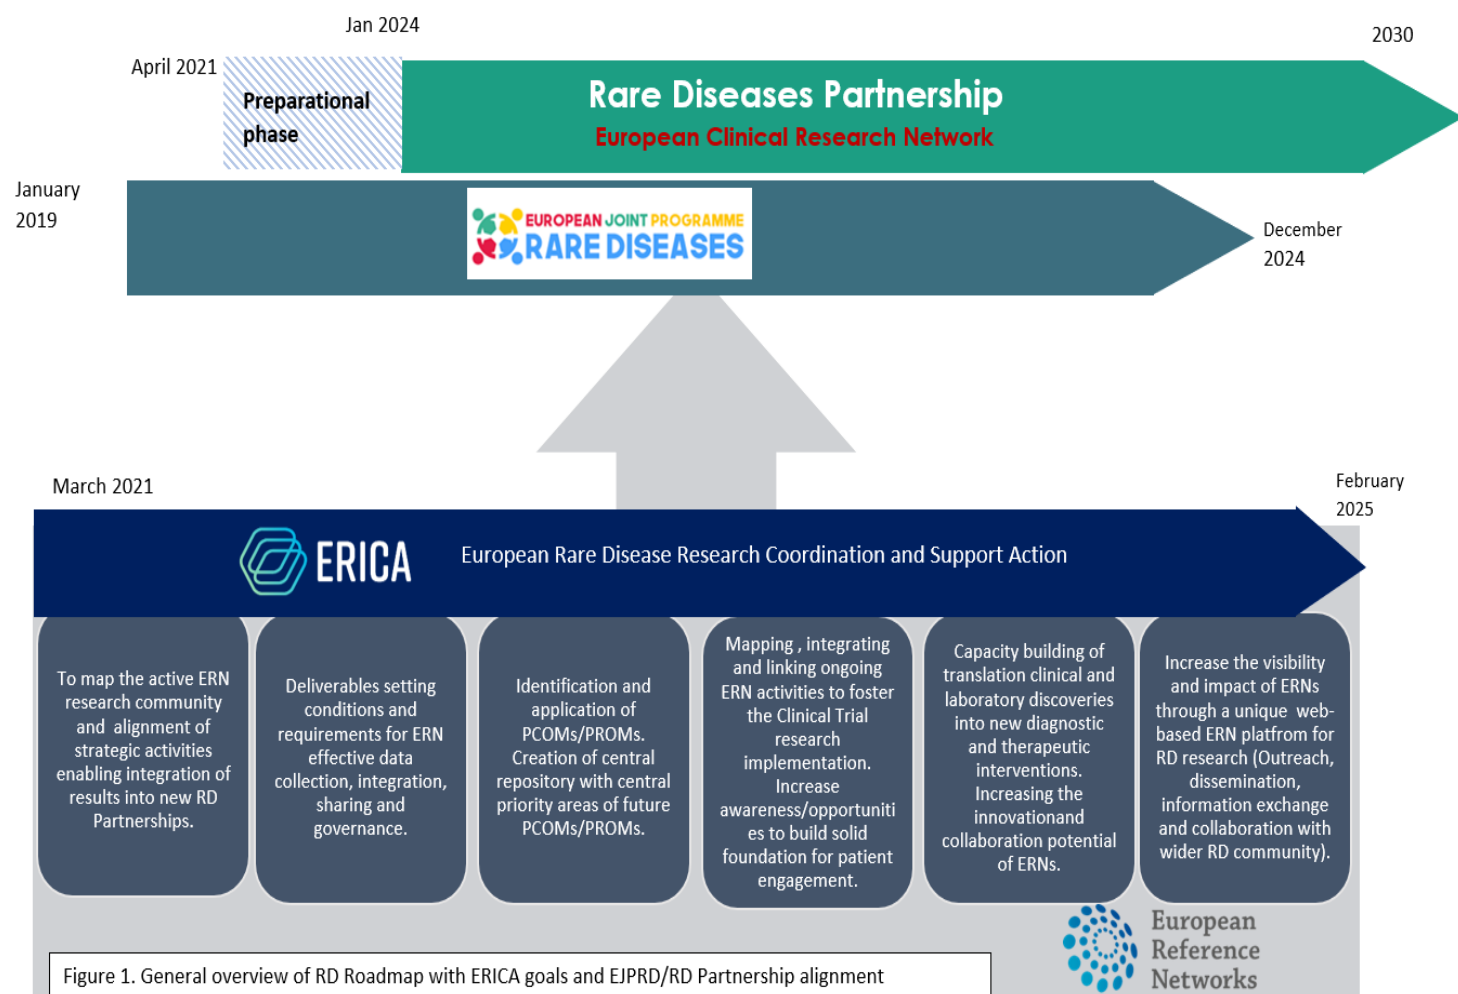 Jan 2024
2030
April 2021
Preparational
phase
Rare Diseases Partnership
European Clinical Research Network
January
2019
EUROPEAN JOINT PROGRAMME
RARE DISEASES
December
2024
March 2021
February
2025
ERICA
European Rare Disease Research Coordination and Support Action
To map the active ERN
research community
and alignment of
strategic activities
enabling integration of
results into new RD
Partnerships.
Deliverables setting
conditions and
requirements for ERN
effective data
collection, integration,
sharing and
governance.
Identification and
application of
PCOMs/PROMs.
Creation of central
repository with central
priority areas of future
PCOMs/PROMs.
Mapping , integrating
and linking ongoing
ERN activities to foster
the Clinical Trial
research
implementation.
Increase
awareness/opportuniti
es to build solid
foundation for patient
engagement.
Capacity building of
translation clinical and
laboratory discoveries
into new diagnostic
and therapeutic
interventions.
Increasing the
innovationand
collaboration potential
of ERNs.
Increase the visibility
and impact of ERNs
through a unique web-
based ERN platfrom for
RD research (Outreach,
dissemination,
information exchange
and collaboration with
wider RD community).
European
Reference
Networks
Figure 1. General overview of RD Roadmap with ERICA goals and EJPRD/RD Partnership alignment